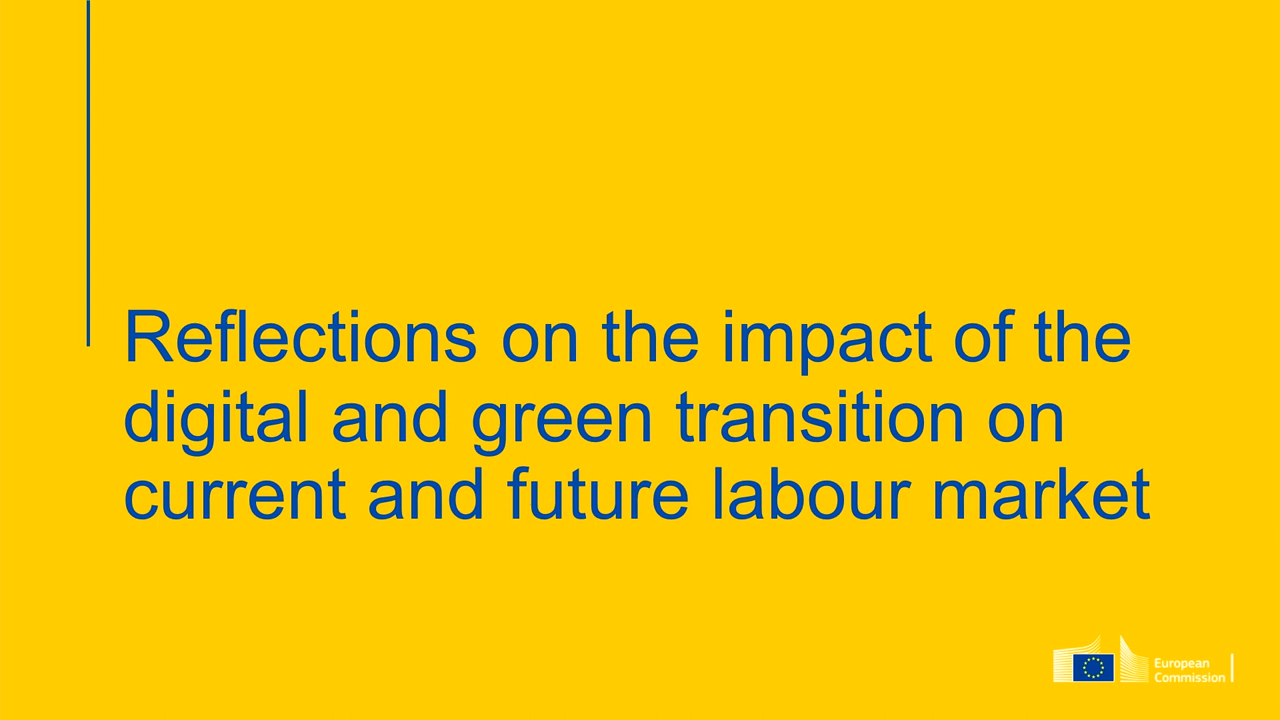 Reflections on the impact of the
digital and green transition on
current and future labour market
European
Commission